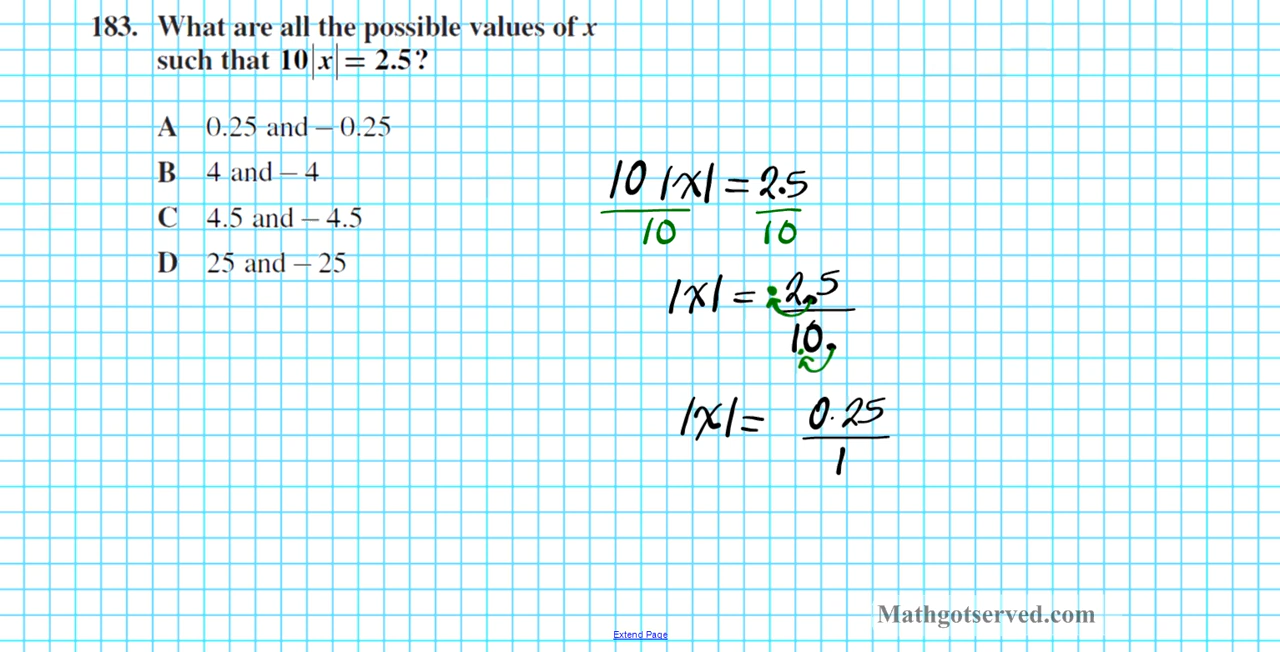 183. What are all the possible values of x
such that 10|x| = 2.5?
A 0.25 and – 0.25
B 4 and – 4
C 4.5 and – 4.5
D 25 and – 25
10 |x| = 2.5
10 10
|x| = .2.5
10.
|x| = 0.25
1
Mathgotserved.com
Extend Page